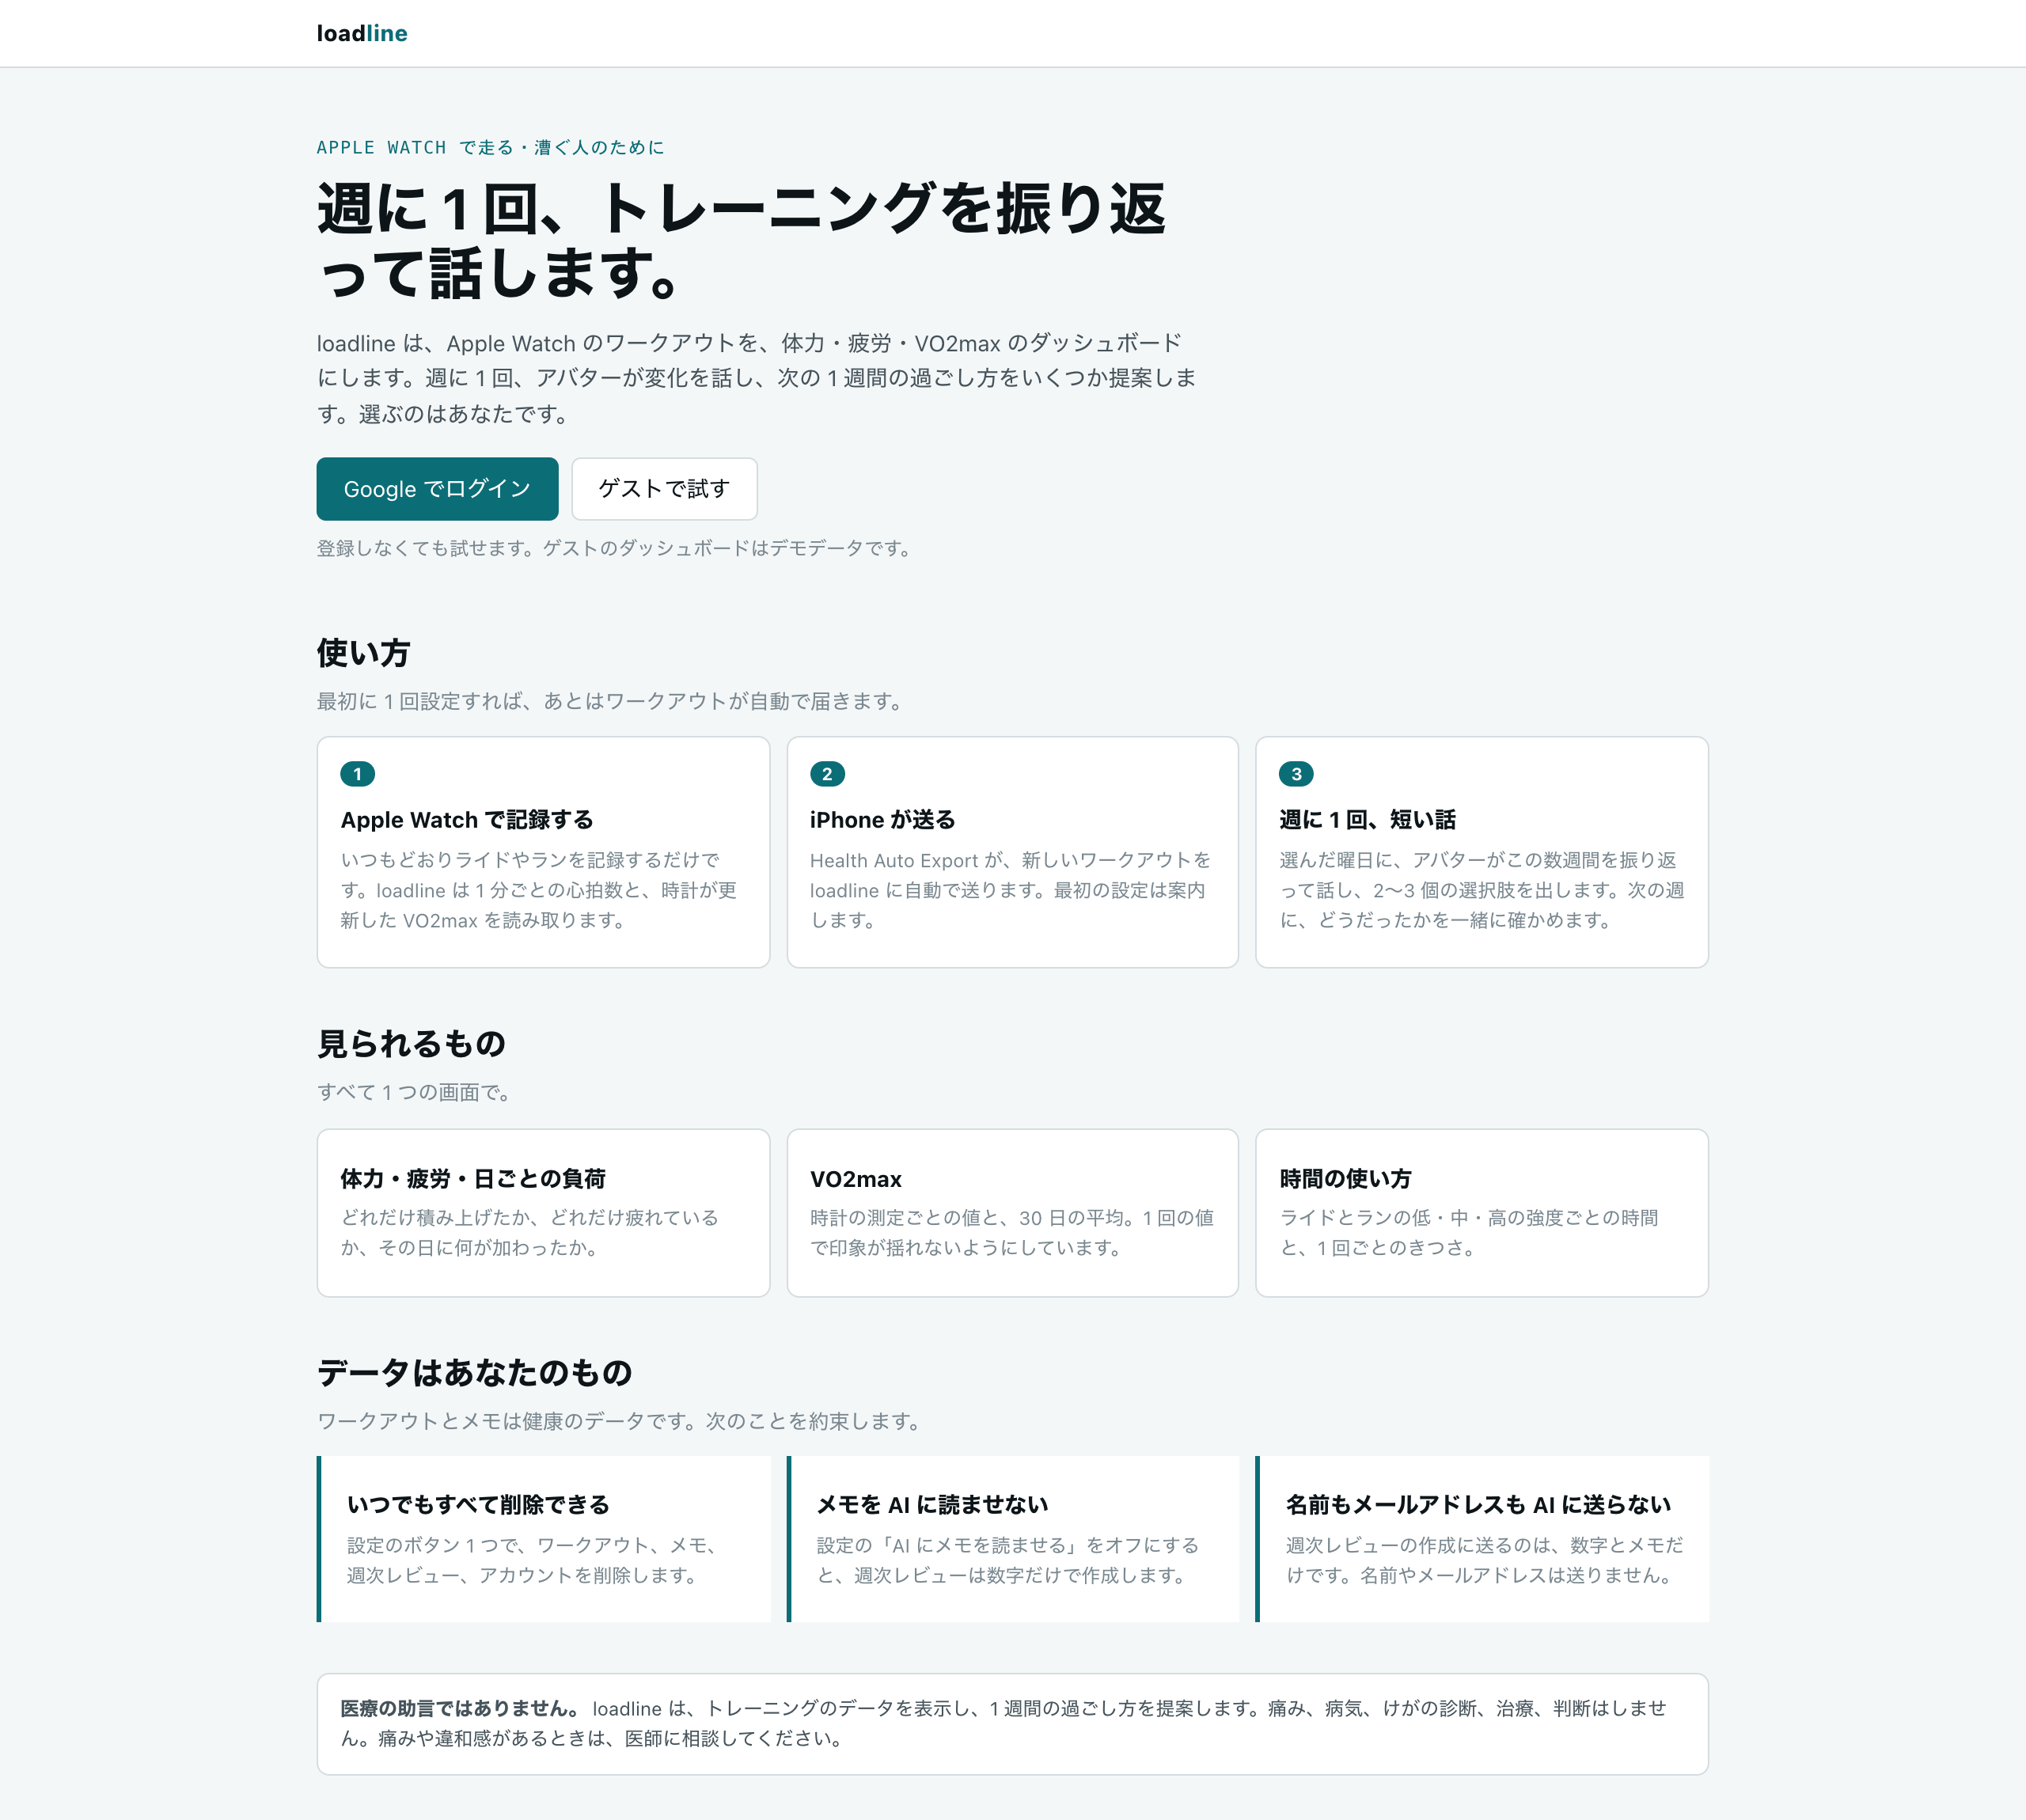 loadline
APPLE WATCH で走る・漕ぐ人のために
週に 1 回、トレーニングを振り返
って話します。
loadline は、Apple Watch のワークアウトを、体力・疲労・VO2max のダッシュボード
にします。週に 1 回、アバターが変化を話し、次の 1 週間の過ごし方をいくつか提案しま
す。選ぶのはあなたです。
Google でログイン
ゲストで試す
登録しなくても試せます。ゲストのダッシュボードはデモデータです。
使い方
最初に 1 回設定すれば、あとはワークアウトが自動で届きます。
1
Apple Watch で記録する
いつもどおりライドやランを記録するだけで
す。loadline は 1 分ごとの心拍数と、時計が更
新した VO2max を読み取ります。
2
iPhone が送る
Health Auto Export が、新しいワークアウトを
loadline に自動で送ります。最初の設定は案内
します。
3
週に 1 回、短い話
選んだ曜日に、アバターがこの数週間を振り返
って話し、2〜3 個の選択肢を出します。次の週
に、どうだったかを一緒に確かめます。
見られるもの
すべて 1 つの画面で。
体力・疲労・日ごとの負荷
どれだけ積み上げたか、どれだけ疲れている
か、その日に何が加わったか。
VO2max
時計の測定ごとの値と、30 日の平均。1 回の値
で印象が揺れないようにしています。
時間の使い方
ライドとランの低・中・高の強度ごとの時間
と、1 回ごとのきつさ。
データはあなたのもの
ワークアウトとメモは健康のデータです。次のことを約束します。
いつでもすべて削除できる
設定のボタン 1 つで、ワークアウト、メモ、
週次レビュー、アカウントを削除します。
メモを AI に読ませない
設定の「AI にメモを読ませる」をオフにする
と、週次レビューは数字だけで作成します。
名前もメールアドレスも AI に送らない
週次レビューの作成に送るのは、数字とメモだ
けです。名前やメールアドレスは送りません。
医療の助言ではありません。 loadline は、トレーニングのデータを表示し、1 週間の過ごし方を提案します。痛み、病気、けがの診断、治療、判断はしませ
ん。痛みや違和感があるときは、医師に相談してください。